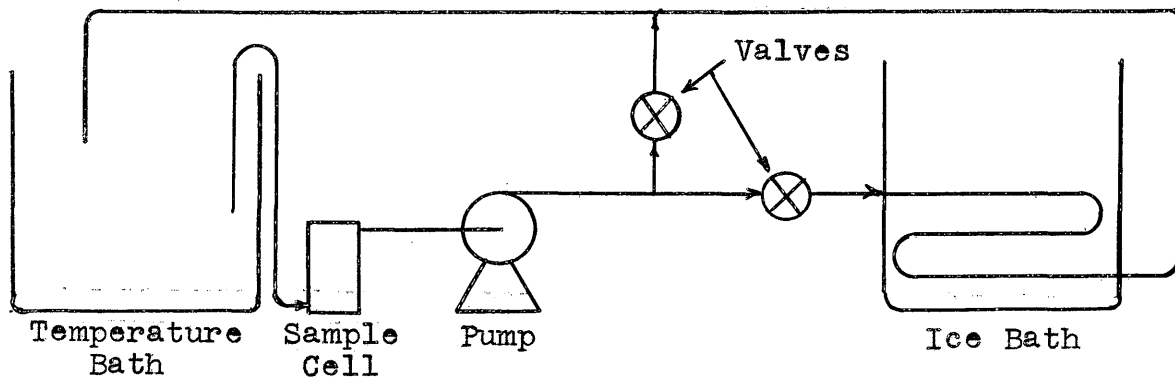 Valves
Temperature
Bath
Sample
Cell
Pump
Ice Bath